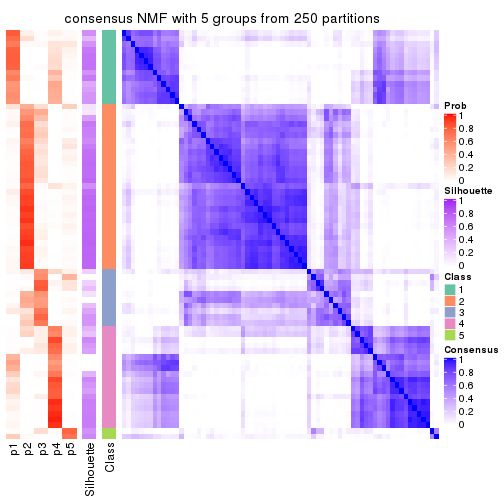 consensus NMF with 5 groups from 250 partitions
Prob
1
0.8
0.6
0.4
0.2
0
Silhouette
1
0.8
0.6
0.4
0.2
0
Class
1
2
3
4
5
Consensus
1
0.8
0.6
0.4
0.2
0
p1
p2
p3
p4
p5
Silhouette
Class